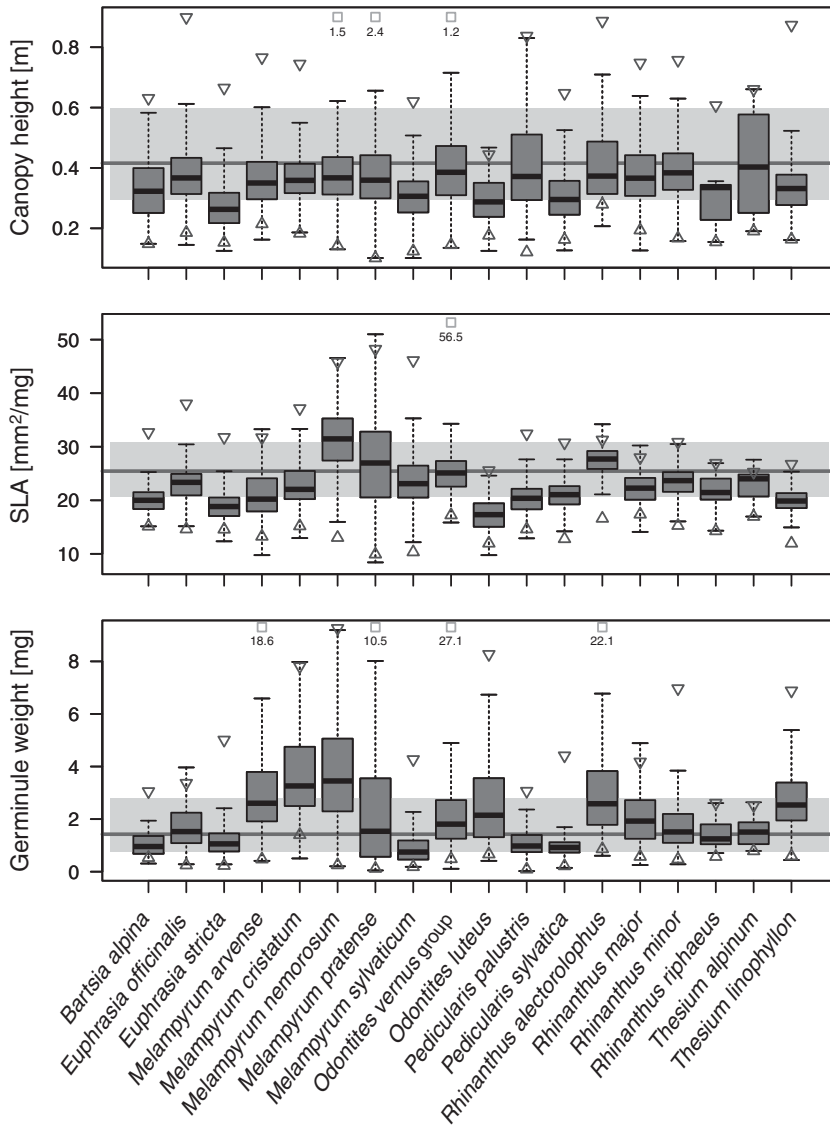 Canopy height [m]
0.8
0.6
0.4
0.2
1.5
2.4
1.2
SLA [mm²/mg]
50
40
30
20
10
56.5
Germinule weight [mg]
8
6
4
2
0
18.6
10.5
27.1
22.1
Bartsia alpina
Euphrasia officinalis
Euphrasia stricta
Melampyrum arvense
Melampyrum cristatum
Melampyrum nemorosum
Melampyrum pratense
Melampyrum sylvaticum
Odontites vernus group
Odontites luteus
Pedicularis palustris
Pedicularis sylvatica
Rhinanthus alectorolophus
Rhinanthus major
Rhinanthus minor
Rhinanthus riphaeus
Thesium alpinum
Thesium linophyllon